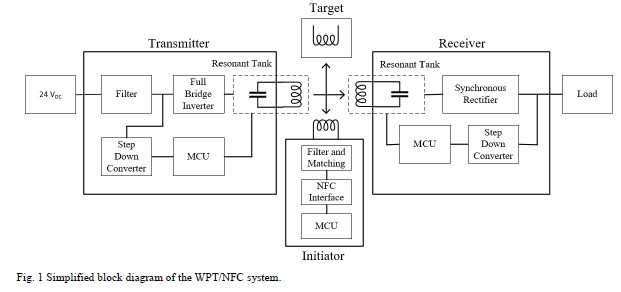 Target
Transmitter
Receiver
Resonant Tank
Resonant Tank
24 VDC
Filter
Full
Bridge
Inverter
Synchronous
Rectifier
Load
Step
Down
Converter
MCU
MCU
Step
Down
Converter
Filter and
Matching
NFC
Interface
MCU
Initiator
Fig. 1 Simplified block diagram of the WPT/NFC system.